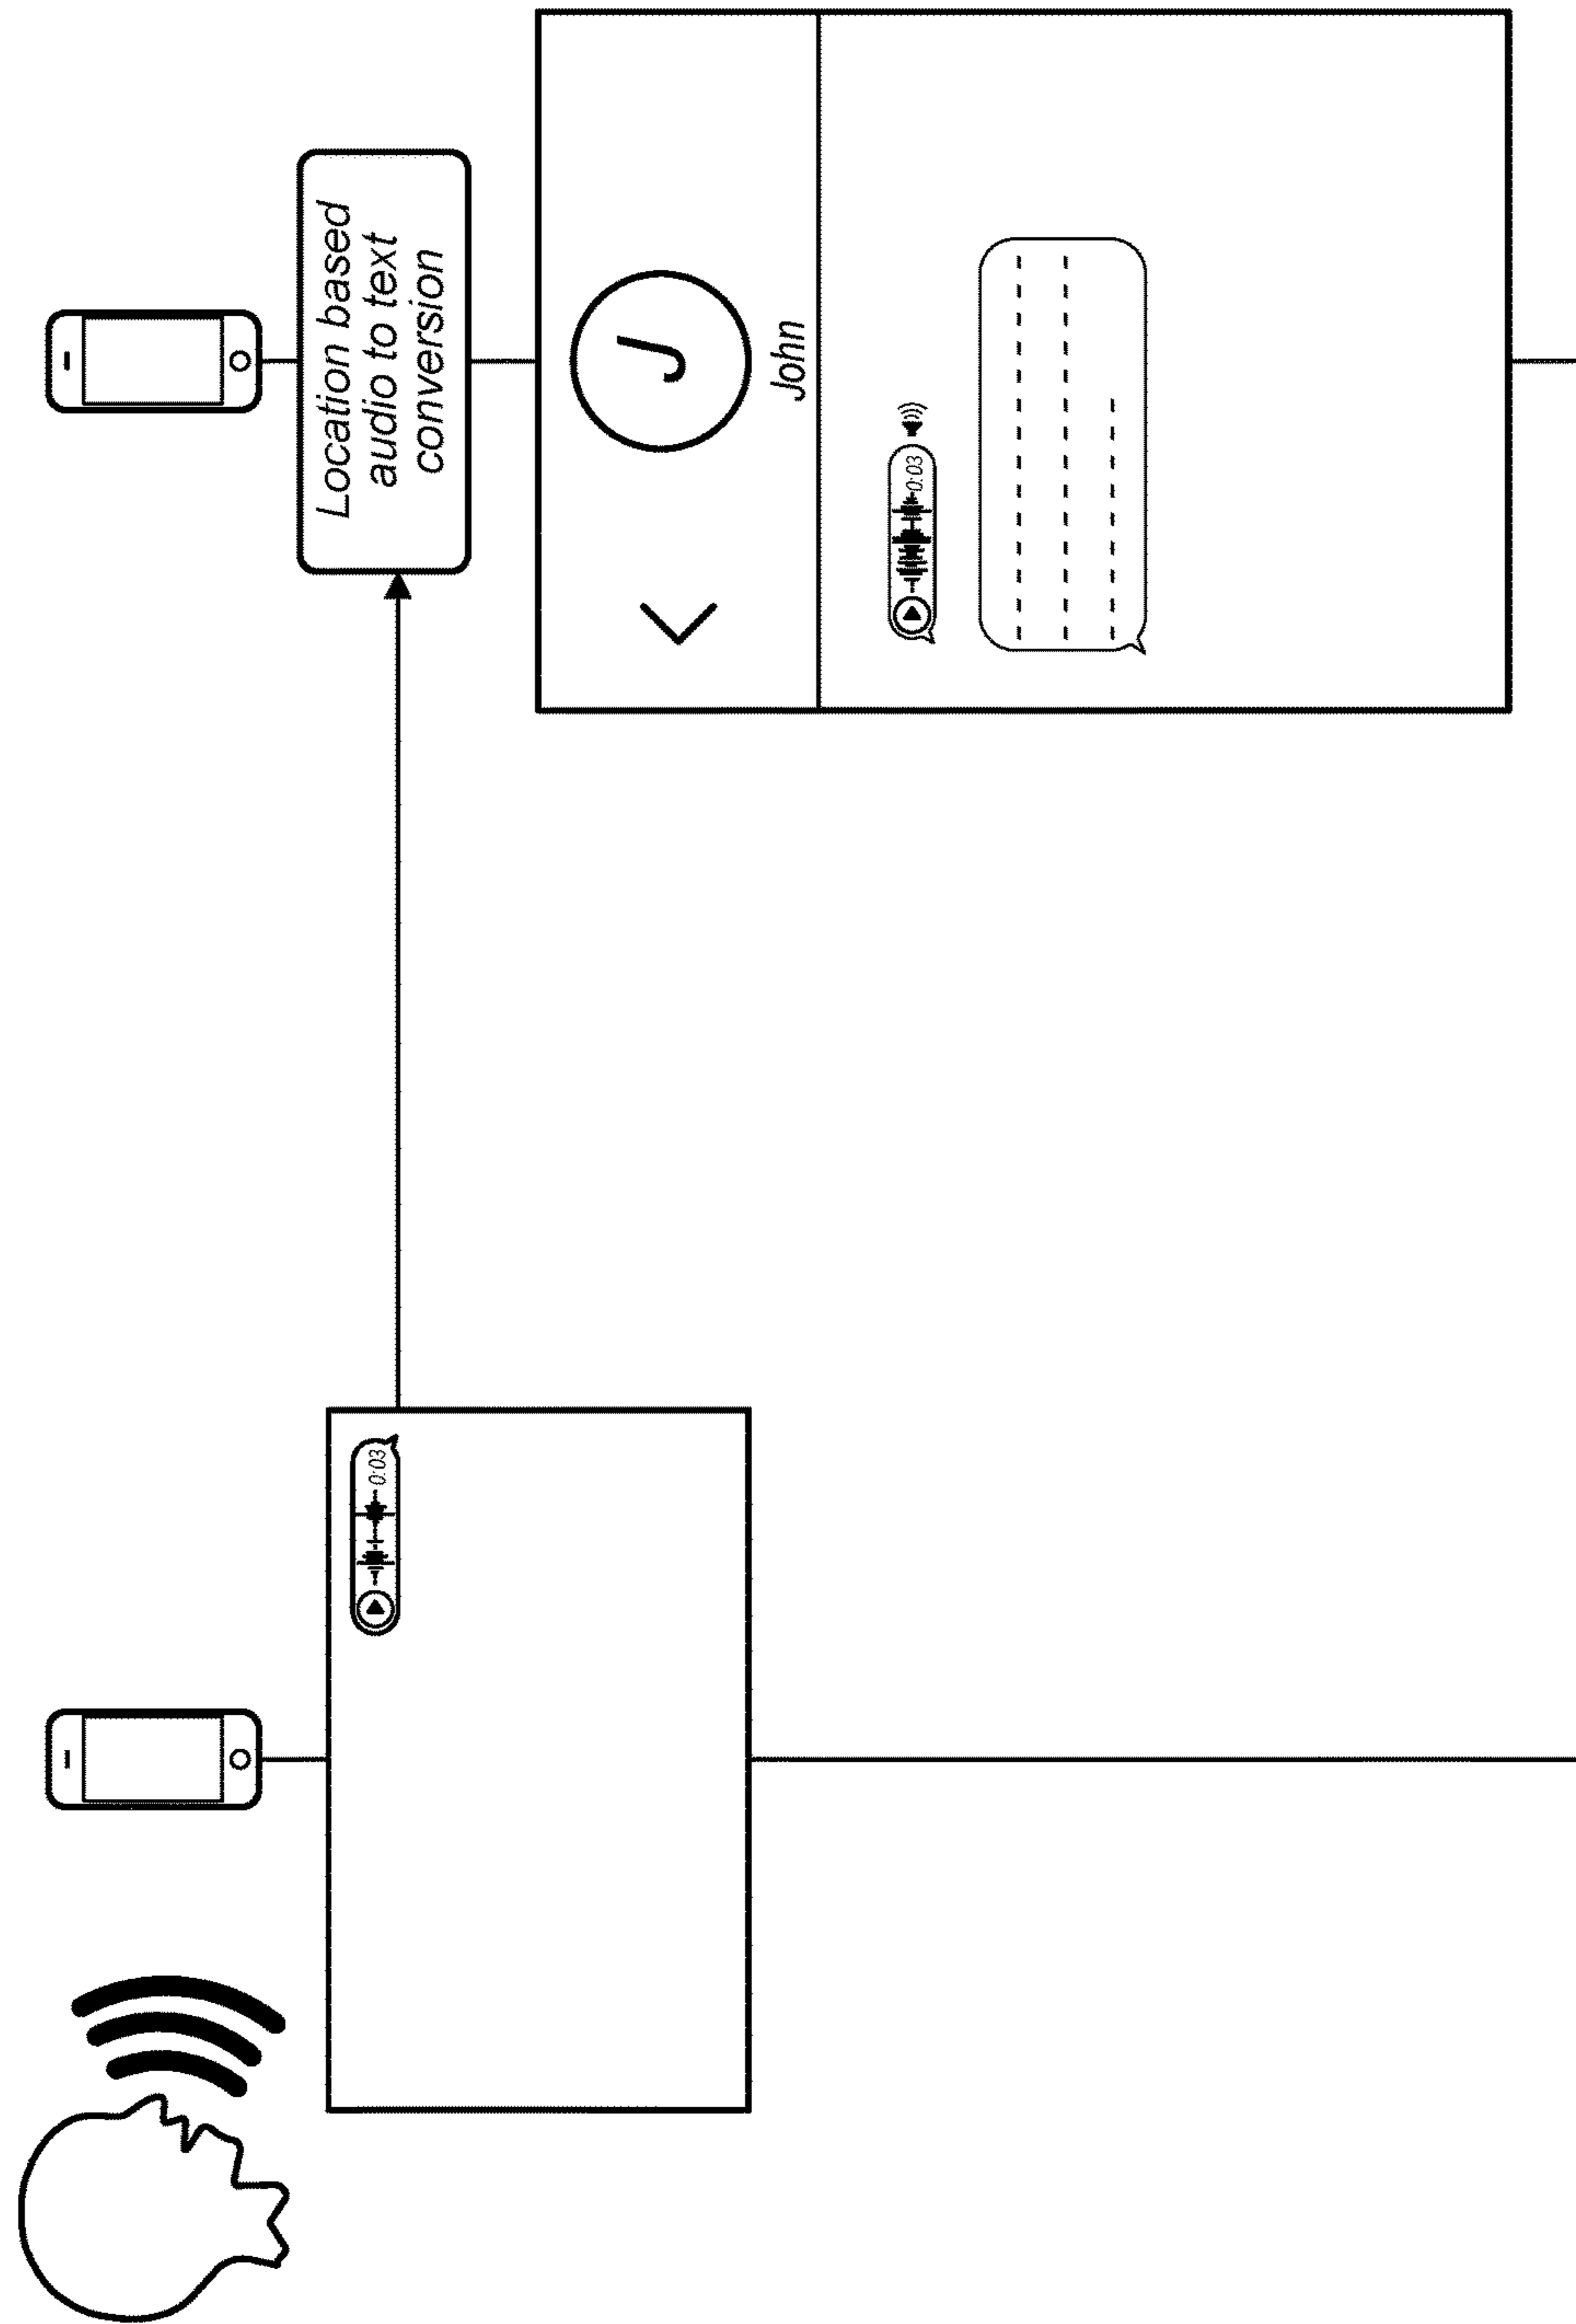 0:03
Location based
audio to text
conversion
J
John
0:03